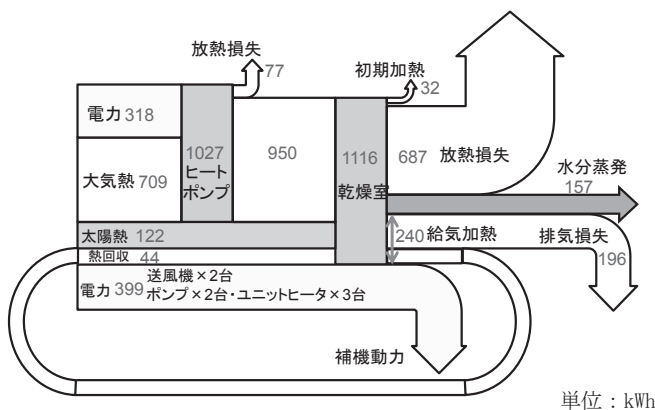 放熱損失
77
初期加熱
32
電力 318
1027
ヒート
ポンプ
950
1116
乾燥室
687 放熱損失
大気熱 709
水分蒸発
157
太陽熱 122
240 給気加熱
排気損失
196
熱回収 44
電力 399 送風機×2台
ポンプ×2台・ユニットヒータ×3台
補機動力
単位：kWh